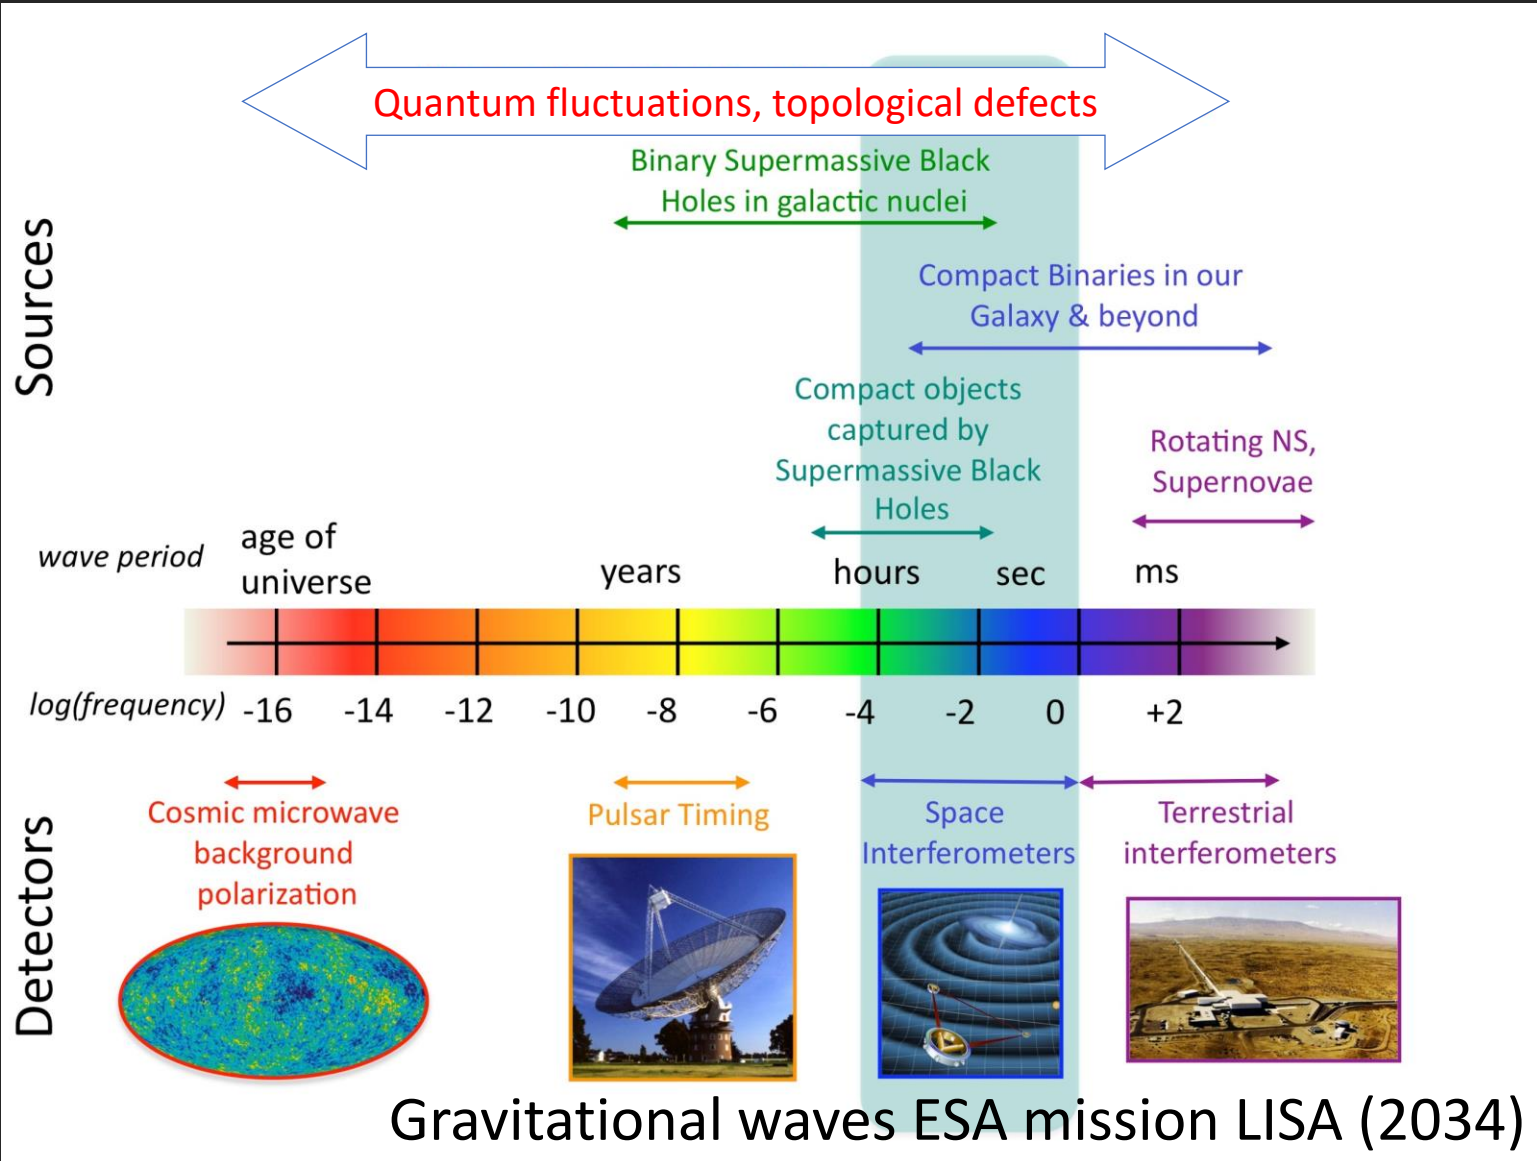 Quantum fluctuations, topological defects
Binary Supermassive Black
Holes in galactic nuclei
Sources
Compact Binaries in our
Galaxy & beyond
Compact objects
captured by
Supermassive Black
Holes
Rotating NS,
Supernovae
wave period
age of
universe
years
hours
sec
ms
log(frequency)
-16
-14
-12
-10
-8
-6
-4
-2
0
+2
Detectors
Cosmic microwave
background
polarization
Pulsar Timing
Space
Interferometers
Terrestrial
interferometers
Gravitational waves ESA mission LISA (2034)